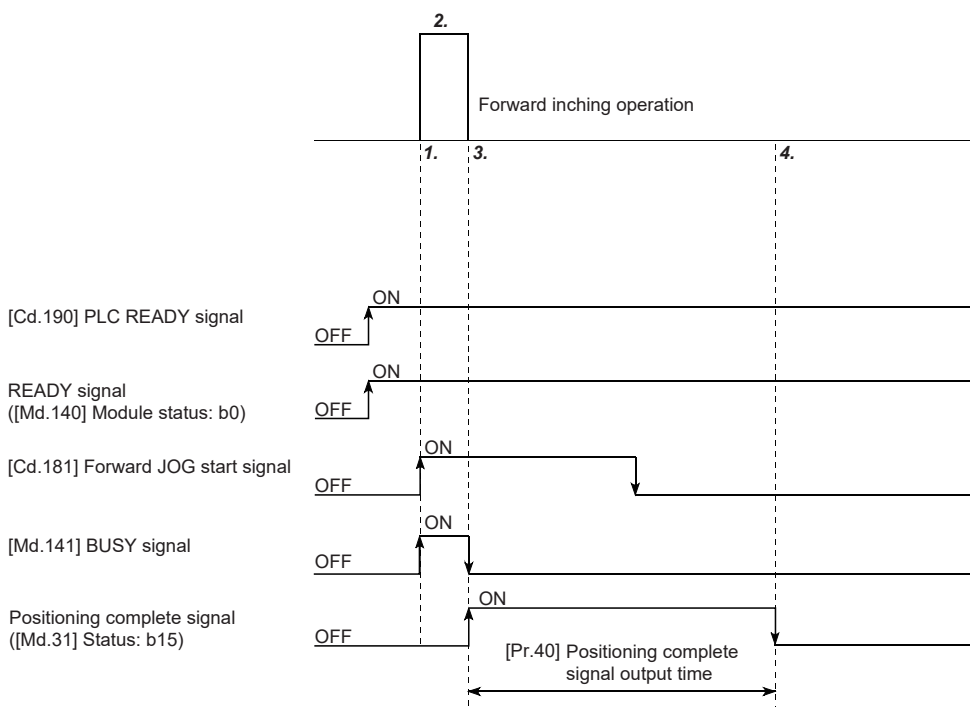 2.
Forward inching operation
1.
3.
4.
ON
[Cd.190] PLC READY signal
OFF
ON
READY signal
([Md.140] Module status: b0)
OFF
ON
[Cd.181] Forward JOG start signal
OFF
ON
[Md.141] BUSY signal
OFF
ON
Positioning complete signal
([Md.31] Status: b15)
OFF
[Pr.40] Positioning complete
signal output time